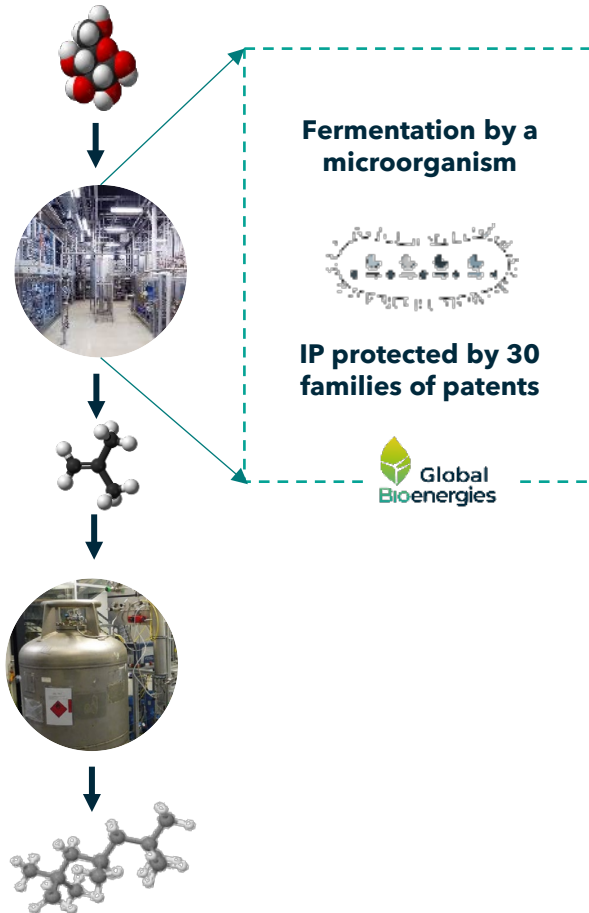 Fermentation by a
microorganism
IP protected by 30
families of patents
Global
Bioenergies